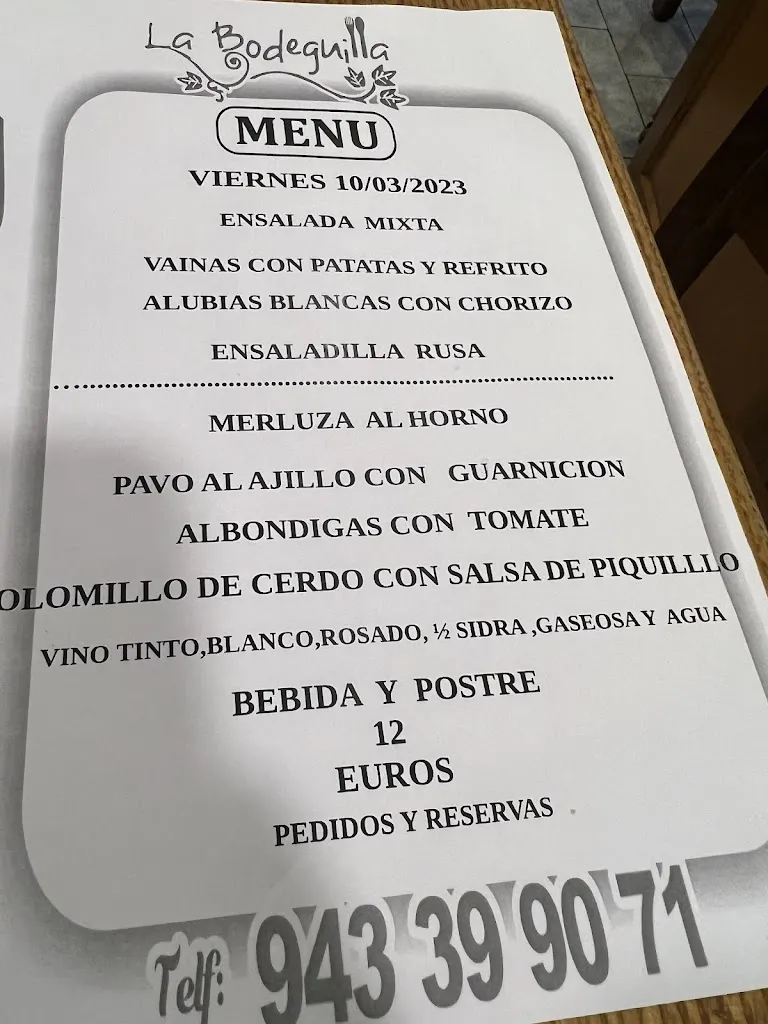 La Bodeguilla
MENU
VIERNES 10/03/2023
ENSALADA MIXTA
VAINAS CON PATATAS Y REFRITO
ALUBIAS BLANCAS CON CHORIZO
ENSALADILLA RUSA
MERLUZA AL HORNO
PAVO AL AJILLO CON GUARNICION
ALBONDIGAS CON TOMATE
OLOMILLO DE CERDO CON SALSA DE PIQUILLLO
VINO TINTO,BLANCO,ROSADO, ½ SIDRA ,GASEOSA Y AGUA
BEBIDA Y POSTRE
12
EUROS
PEDIDOS Y RESERVAS
Telf: 943 39 90 71